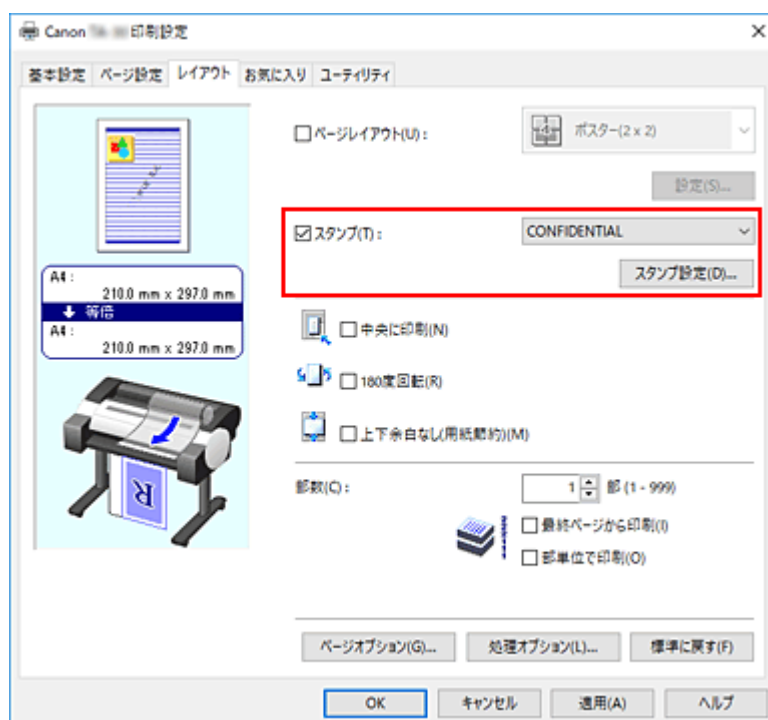 Canon 印刷設定
基本設定 ページ設定 レイアウト お気に入り ユーティリティ
ページレイアウト(U): ポスター(2 x 2)
設定(S)...
スタンプ(T): CONFIDENTIAL
スタンプ設定(D)...
A4:
210.0 mm x 297.0 mm
等倍
A4:
210.0 mm x 297.0 mm
中央に印刷(N)
180度回転(R)
上下余白なし(用紙節約)(M)
部数(C): 1 部 (1 - 999)
最終ページから印刷(I)
部単位で印刷(O)
R
ページオプション(G)... 処理オプション(L)... 標準に戻す(F)
OK キャンセル 適用(A) ヘルプ